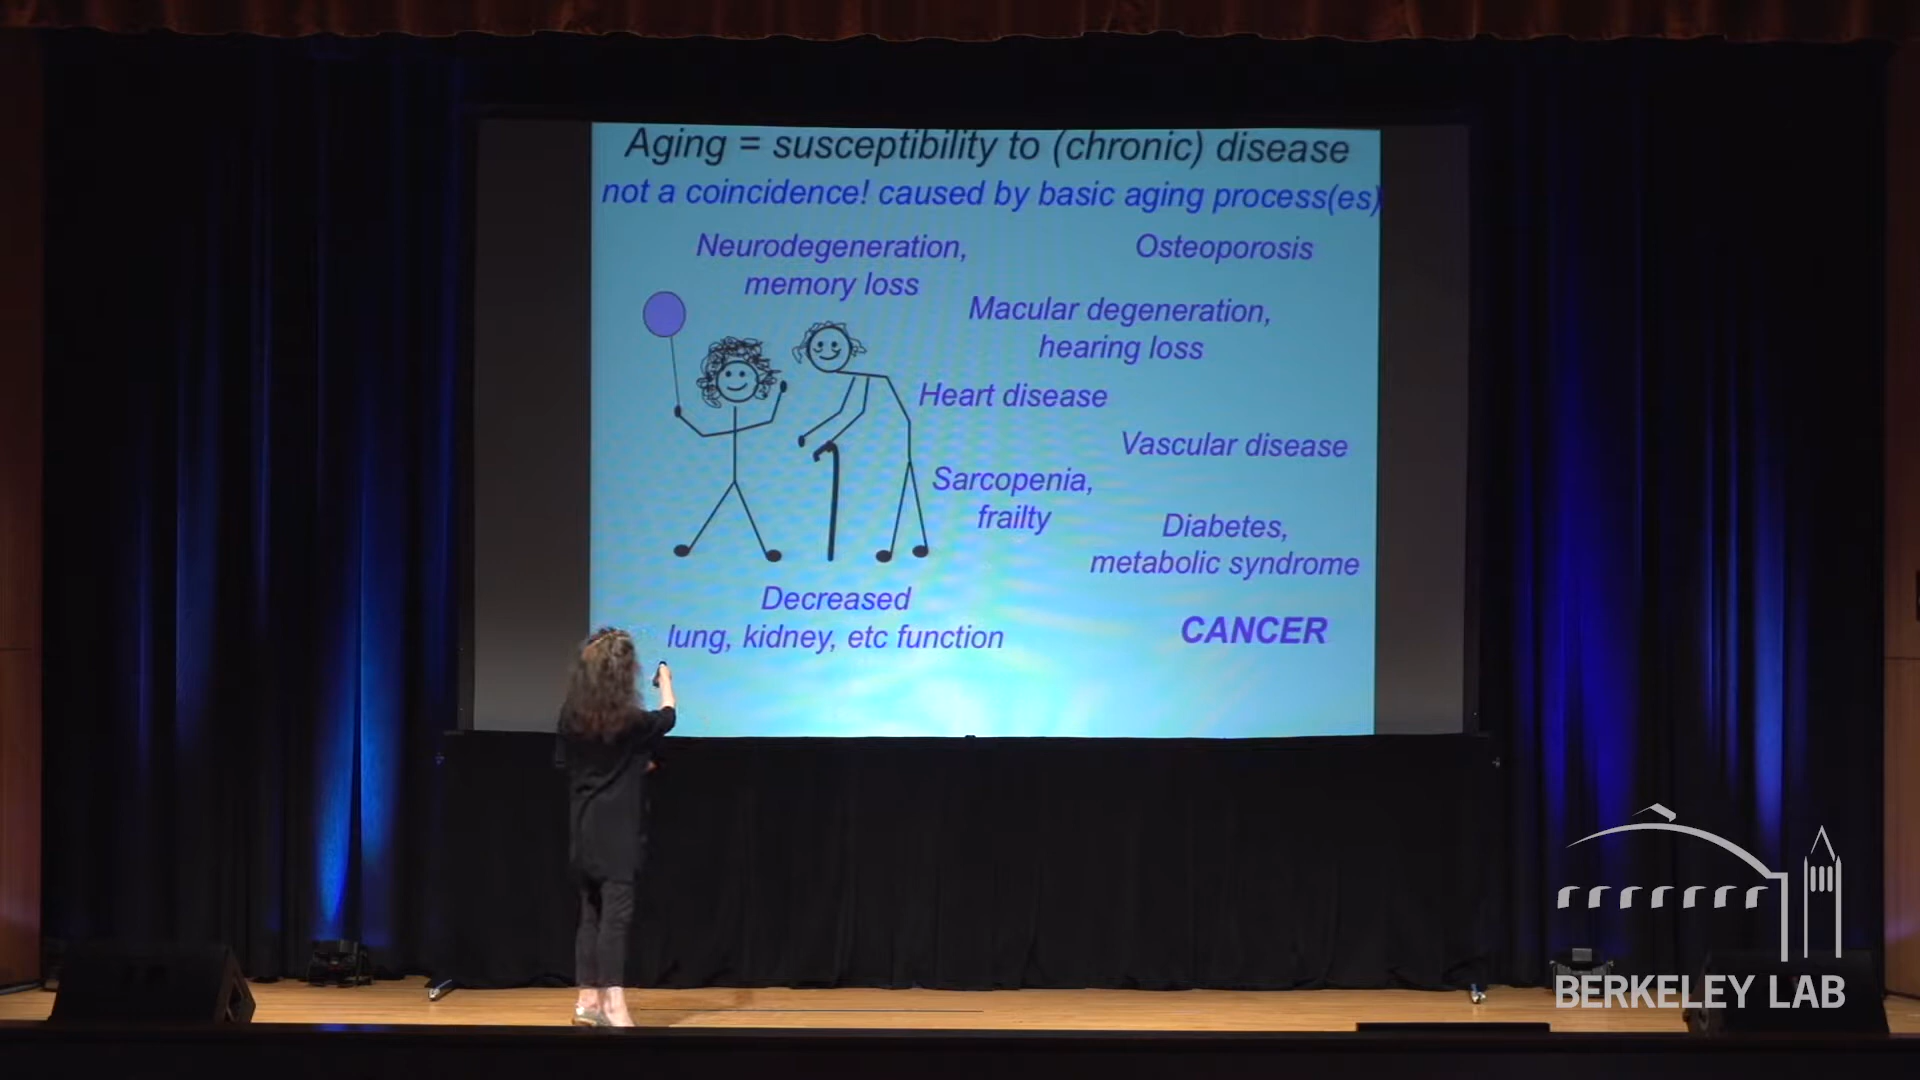 Aging = susceptibility to (chronic) disease
not a coincidence! caused by basic aging process(es)
Neurodegeneration,
memory loss
Osteoporosis
Macular degeneration,
hearing loss
Heart disease
Vascular disease
Sarcopenia,
frailty
Diabetes,
metabolic syndrome
Decreased
lung, kidney, etc function
CANCER
BERKELEY LAB